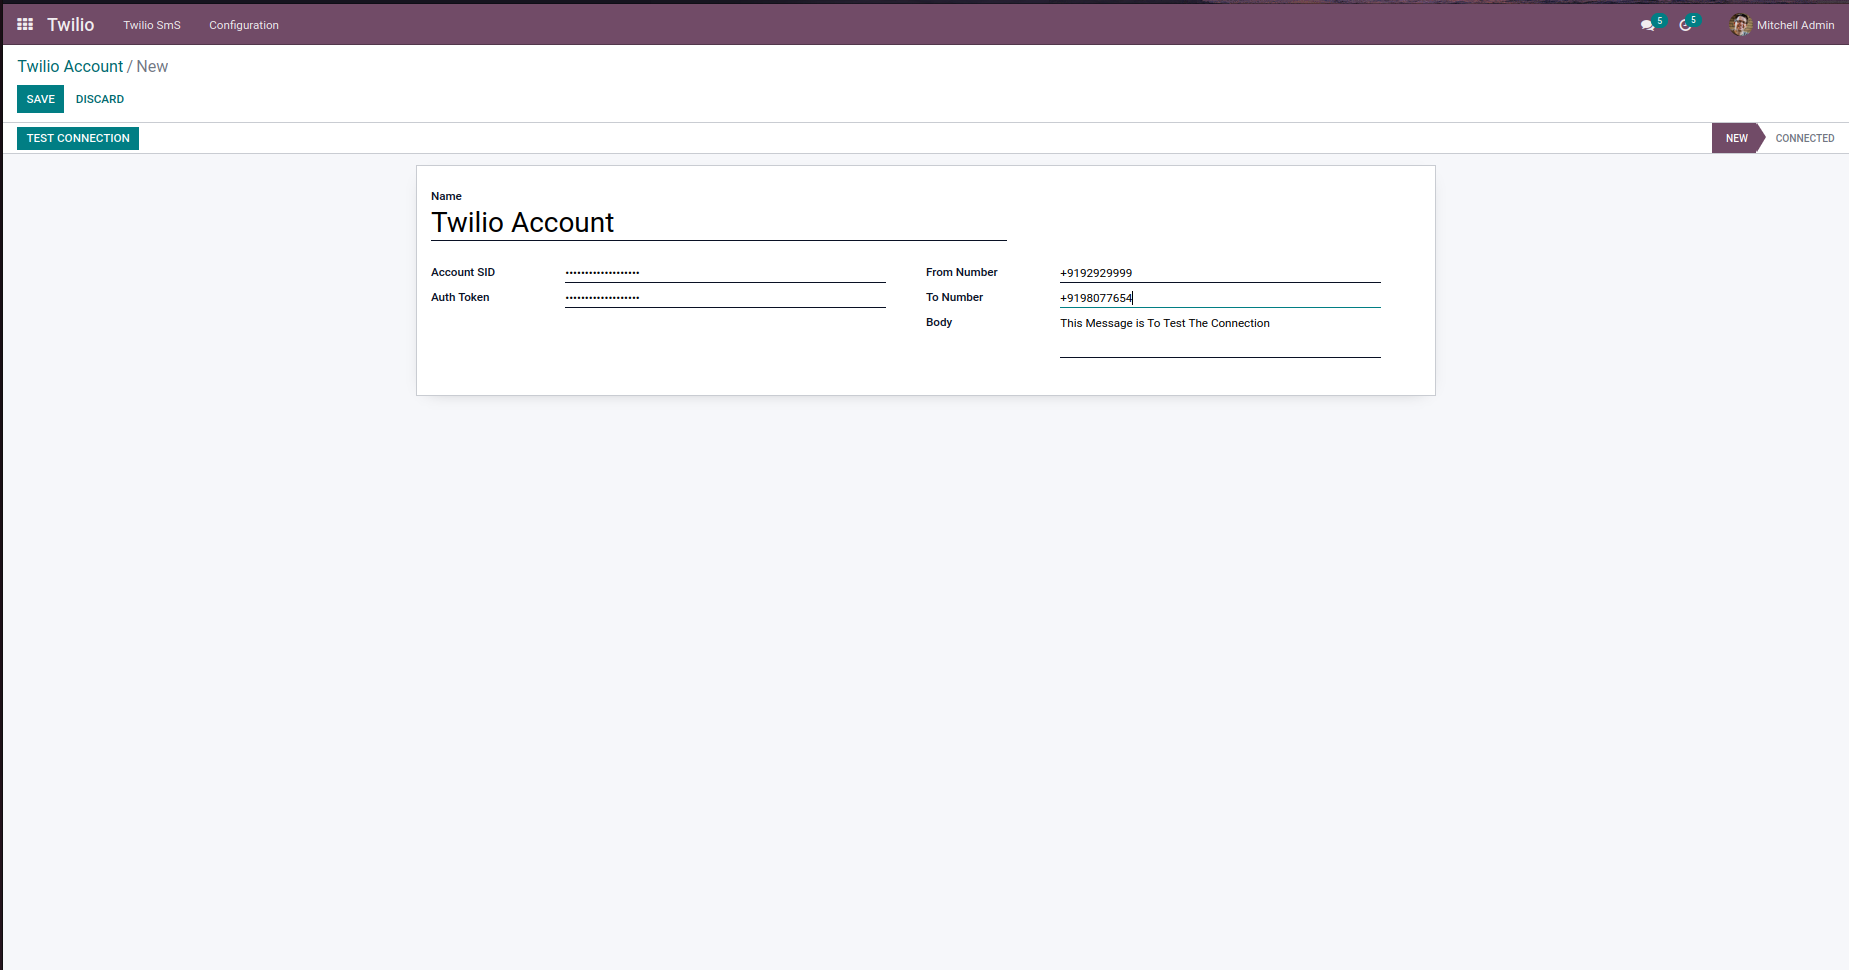 Twilio Twilio SmS Configuration 5 5 Mitchell Admin
Twilio Account / New
SAVE DISCARD
TEST CONNECTION NEW CONNECTED
Name
Twilio Account
Account SID ••••••••••••••••••• From Number +9192929999
Auth Token ••••••••••••••••••• To Number +9198077654
Body This Message is To Test The Connection